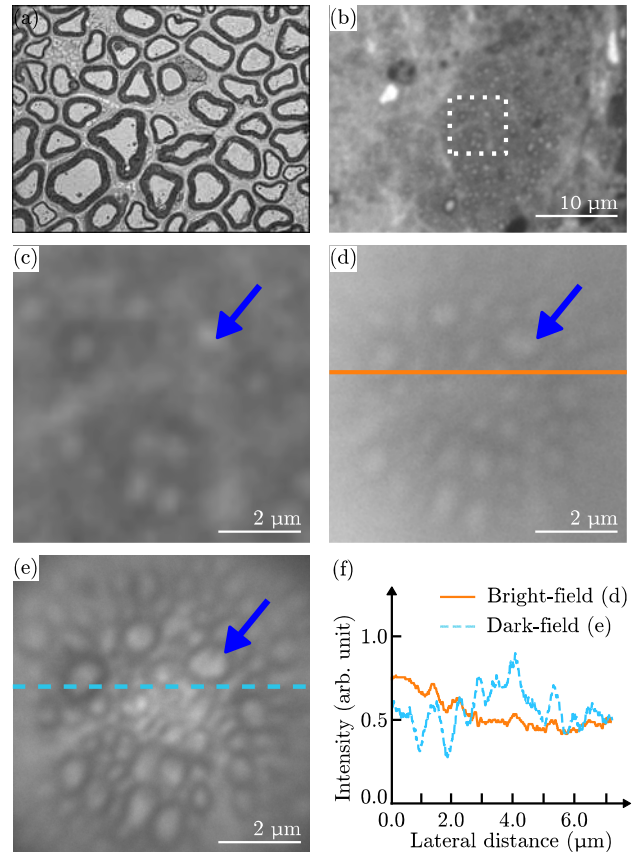 (a)
(b)
10 μm
(c)
2 μm
(d)
2 μm
(e)
2 μm
(f)
Bright-field (d)
Dark-field (e)
Intensity (arb. unit)
1.0
0.5
0.0
0.0 2.0 4.0 6.0
Lateral distance (μm)